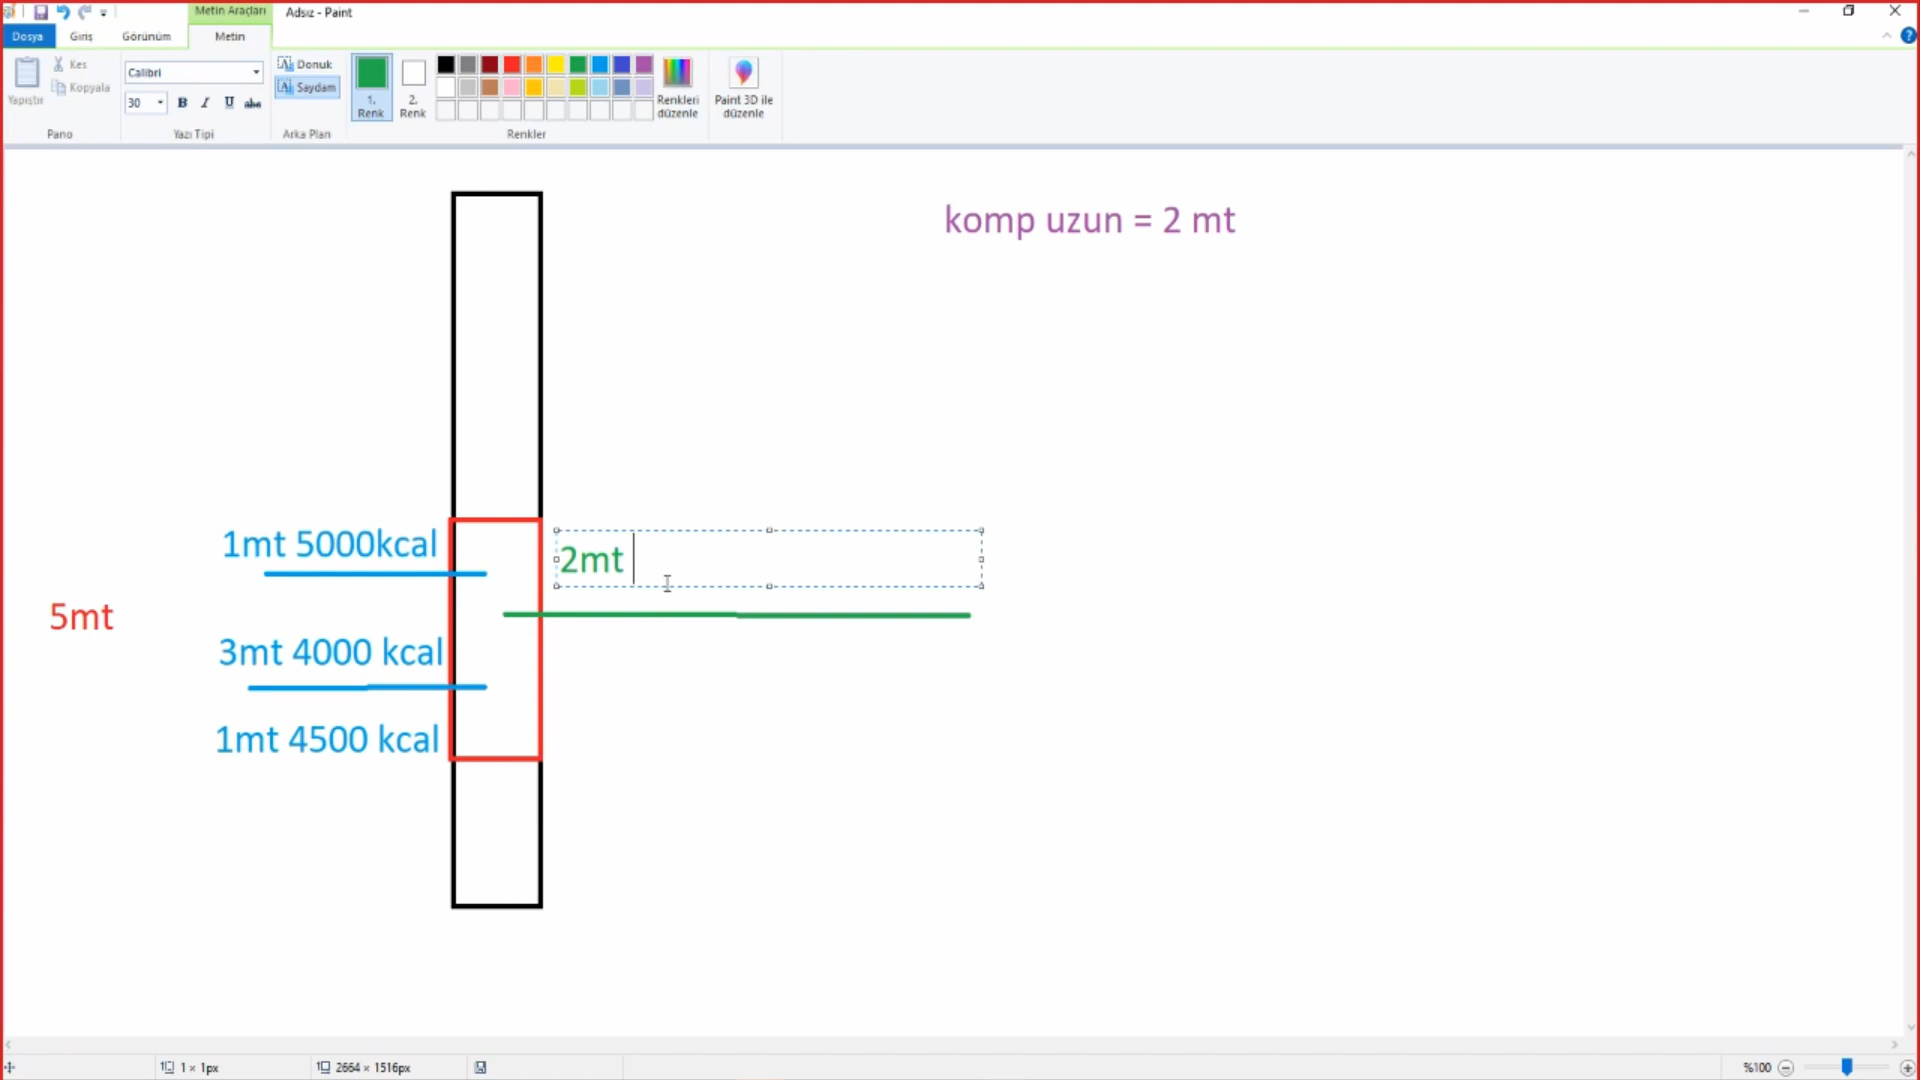 Metin Araçları
Adsız - Paint
Dosya
Giriş
Görünüm
Metin
Yapıştır
Kes
Kopyala
Pano
Calibri
30
B I U abc
Yazı Tipi
Donuk
Saydam
Arka Plan
1.
Renk
2.
Renk
Renkleri
düzenle
Renkler
Paint 3D ile
düzenle
komp uzun = 2 mt
1mt 5000kcal
2mt
5mt
3mt 4000 kcal
1mt 4500 kcal
1 × 1px
2664 × 1516px
%100